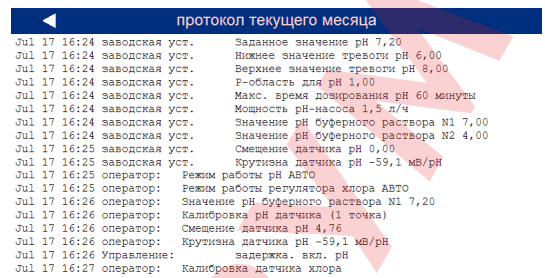 протокол текущего месяца
Jul 17 16:24 заводская уст. Заданное значение pH 7,20
Jul 17 16:24 заводская уст. Нижнее значение тревоги pH 6,00
Jul 17 16:24 заводская уст. Верхнее значение тревоги pH 8,00
Jul 17 16:24 заводская уст. P-область для pH 1,00
Jul 17 16:24 заводская уст. Макс. время дозирования pH 60 минуты
Jul 17 16:24 заводская уст. Мощность pH-насоса 1,5 л/ч
Jul 17 16:24 заводская уст. Значение pH буферного раствора N1 7,00
Jul 17 16:24 заводская уст. Значение pH буферного раствора N2 4,00
Jul 17 16:25 заводская уст. Смещение датчика pH 0,00
Jul 17 16:25 заводская уст. Крутизна датчика pH -59,1 мВ/pH
Jul 17 16:25 оператор: Режим работы pH АВТО
Jul 17 16:25 оператор: Режим работы регулятора хлора АВТО
Jul 17 16:26 оператор: Значение pH буферного раствора N1 7,20
Jul 17 16:26 оператор: Калибровка pH датчика (1 точка)
Jul 17 16:26 оператор: Смещение датчика pH 4,76
Jul 17 16:26 оператор: Крутизна датчика pH -59,1 мВ/pH
Jul 17 16:26 Управление: задержка. вкл. pH
Jul 17 16:27 оператор: Калибровка датчика хлора